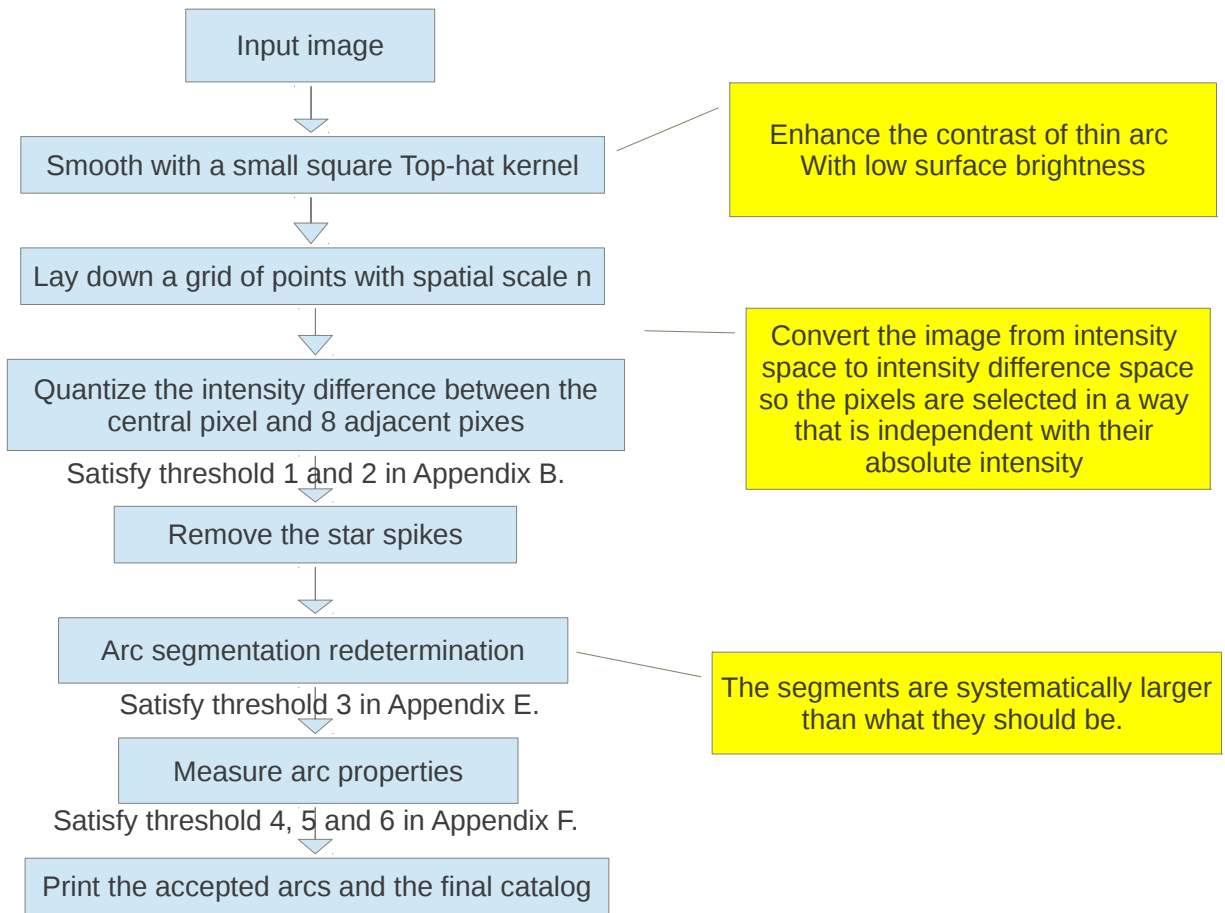 Input image
Smooth with a small square Top-hat kernel
Enhance the contrast of thin arc
With low surface brightness
Lay down a grid of points with spatial scale n
Convert the image from intensity
space to intensity difference space
so the pixels are selected in a way
that is independent with their
absolute intensity
Quantize the intensity difference between the
central pixel and 8 adjacent pixes
Satisfy threshold 1 and 2 in Appendix B.
Remove the star spikes
Arc segmentation redetermination
The segments are systematically larger
than what they should be.
Satisfy threshold 3 in Appendix E.
Measure arc properties
Satisfy threshold 4, 5 and 6 in Appendix F.
Print the accepted arcs and the final catalog